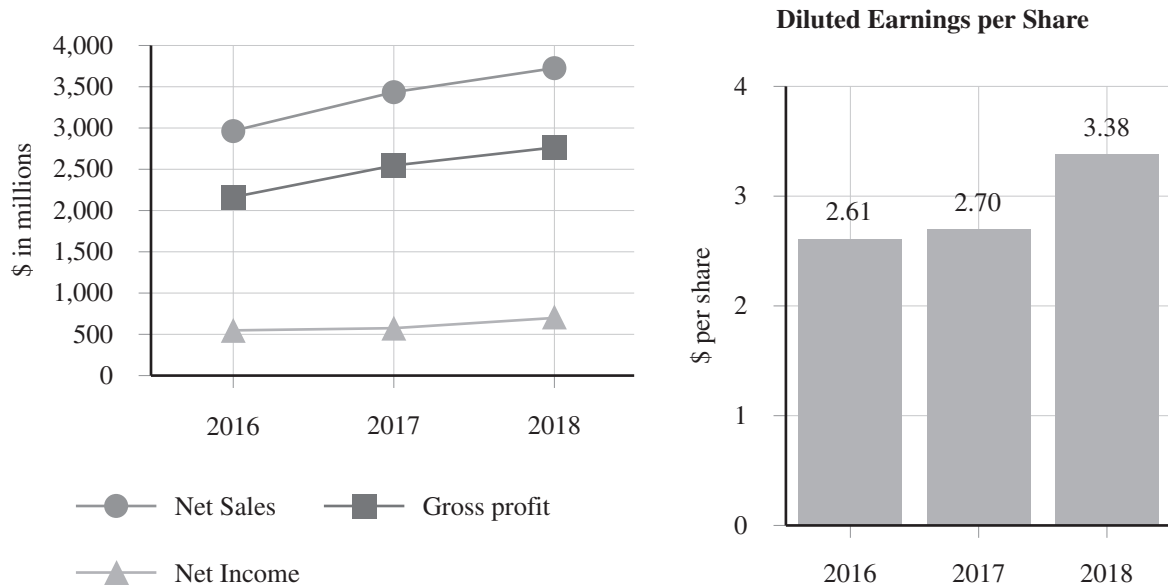 4,000
3,500
3,000
2,500
2,000
1,500
1,000
500
0
$ in millions
2016 2017 2018
Net Sales Gross profit
Net Income
Diluted Earnings per Share
4
3
2
1
0
$ per share
2.61 2.70 3.38
2016 2017 2018